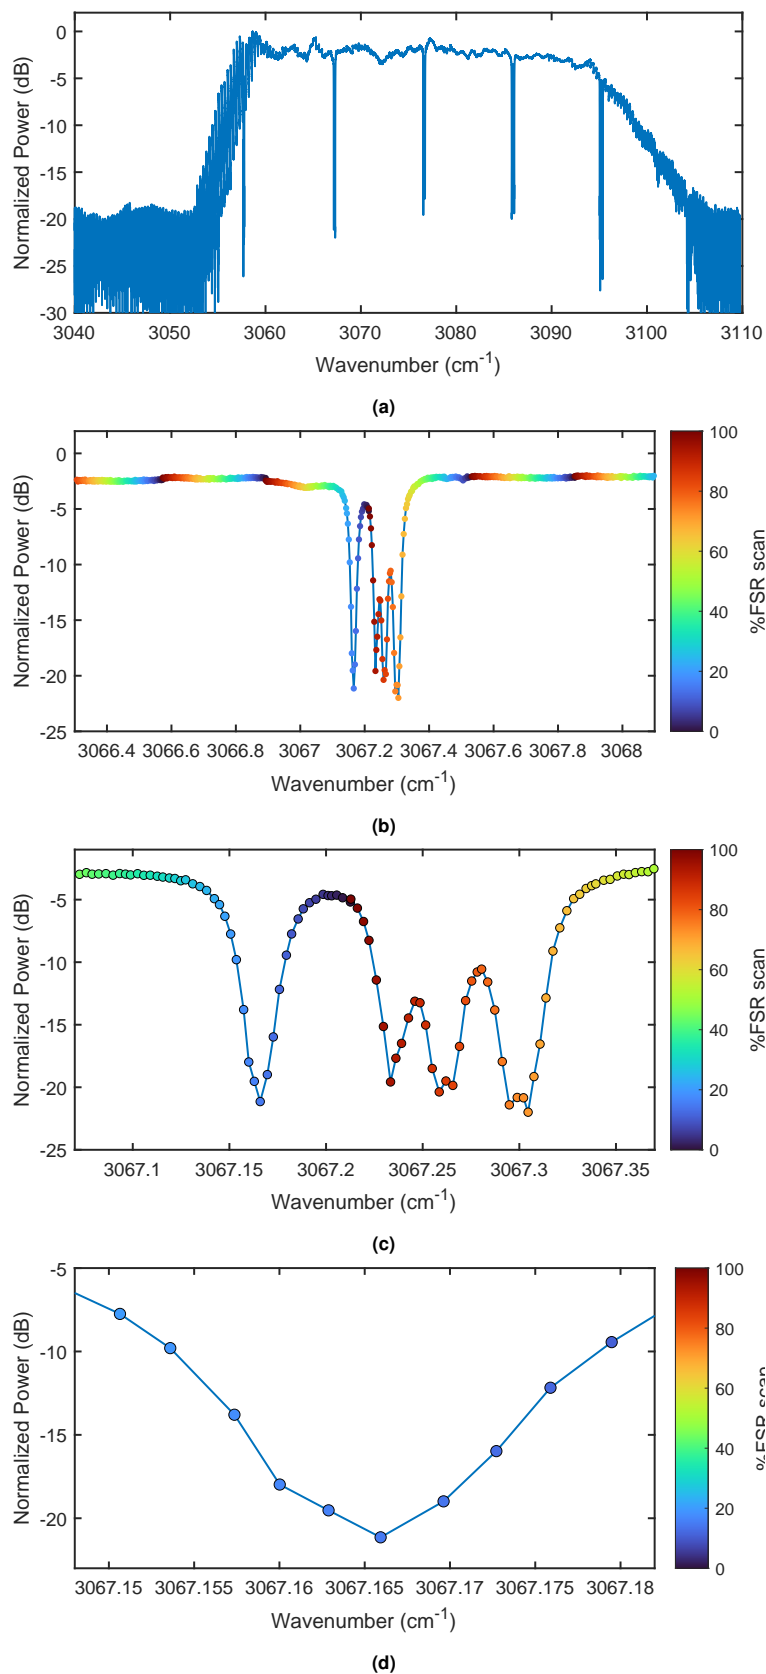 0
-5
-10
-15
-20
-25
-30
Normalized Power (dB)
3040 3050 3060 3070 3080 3090 3100 3110
Wavenumber (cm-1)
(a)
0
-5
-10
-15
-20
-25
Normalized Power (dB)
3066.4 3066.6 3066.8 3067 3067.2 3067.4 3067.6 3067.8 3068
Wavenumber (cm-1)
100
80
60
40
20
0
%FSR scan
(b)
-5
-10
-15
-20
-25
Normalized Power (dB)
3067.1 3067.15 3067.2 3067.25 3067.3 3067.35
Wavenumber (cm-1)
100
80
60
40
20
0
%FSR scan
(c)
-5
-10
-15
-20
Normalized Power (dB)
3067.15 3067.155 3067.16 3067.165 3067.17 3067.175 3067.18
Wavenumber (cm-1)
100
80
60
40
20
0
%FSR scan
(d)